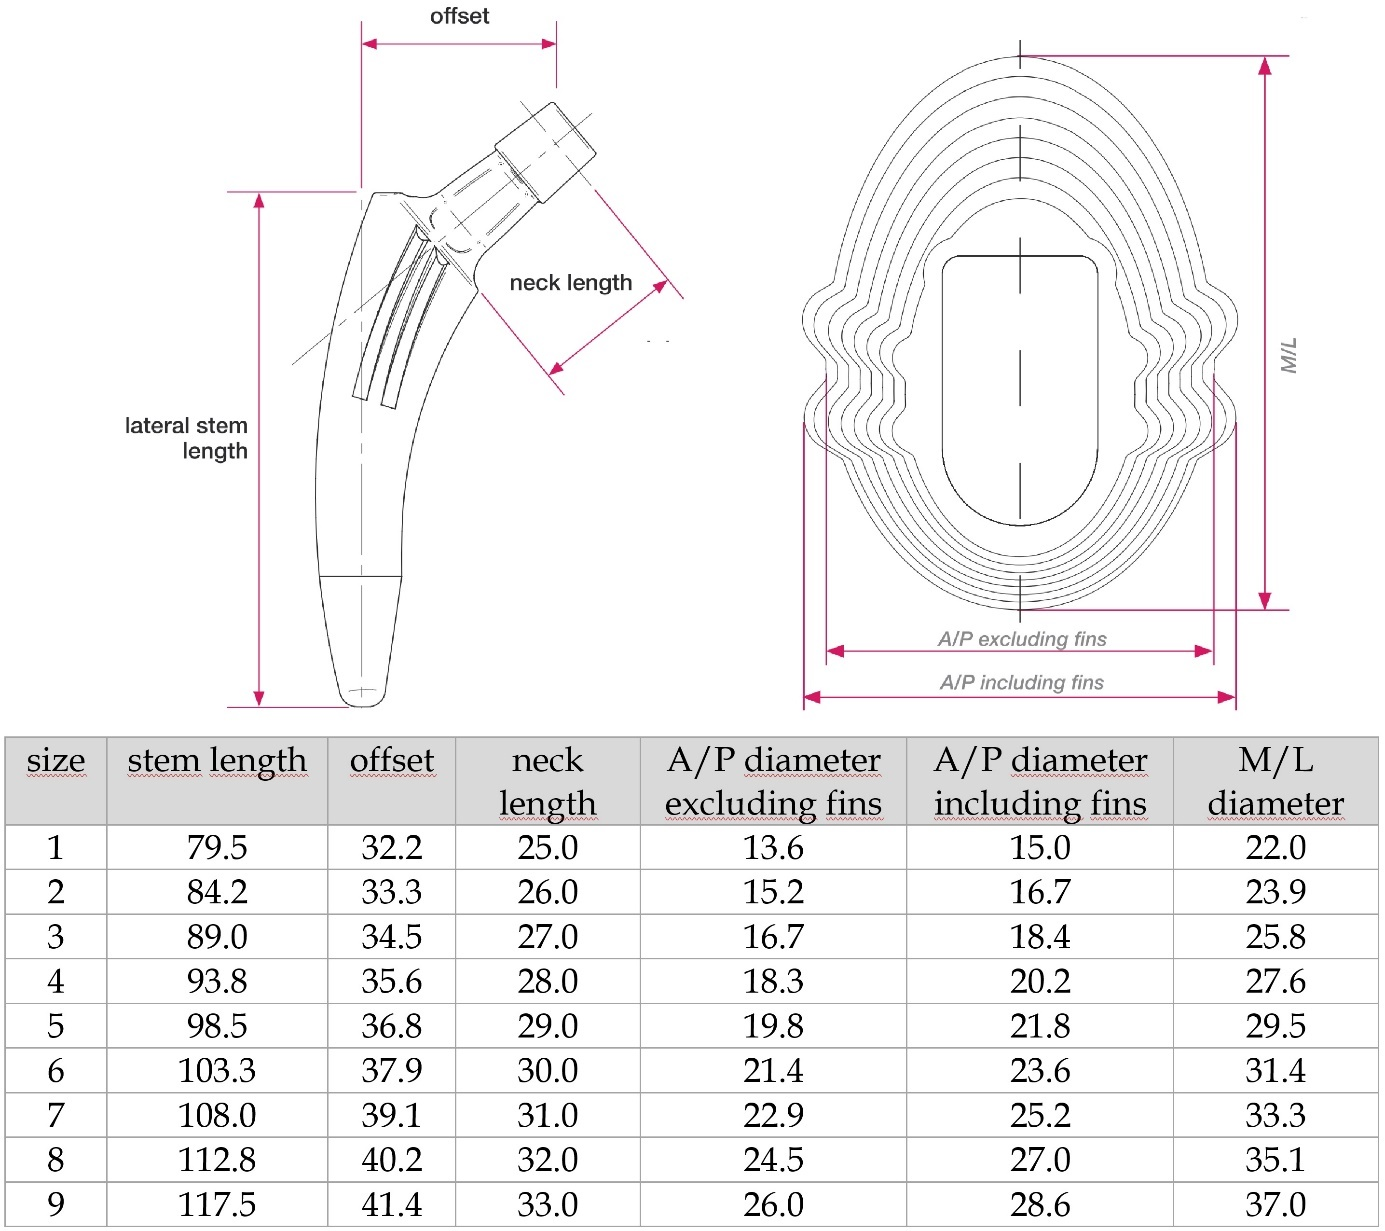 offset
neck length
lateral stem
length
M/L
A/P excluding fins
A/P including fins
size stem length offset neck length A/P diameter excluding fins A/P diameter including fins M/L diameter
1 79.5 32.2 25.0 13.6 15.0 22.0
2 84.2 33.3 26.0 15.2 16.7 23.9
3 89.0 34.5 27.0 16.7 18.4 25.8
4 93.8 35.6 28.0 18.3 20.2 27.6
5 98.5 36.8 29.0 19.8 21.8 29.5
6 103.3 37.9 30.0 21.4 23.6 31.4
7 108.0 39.1 31.0 22.9 25.2 33.3
8 112.8 40.2 32.0 24.5 27.0 35.1
9 117.5 41.4 33.0 26.0 28.6 37.0